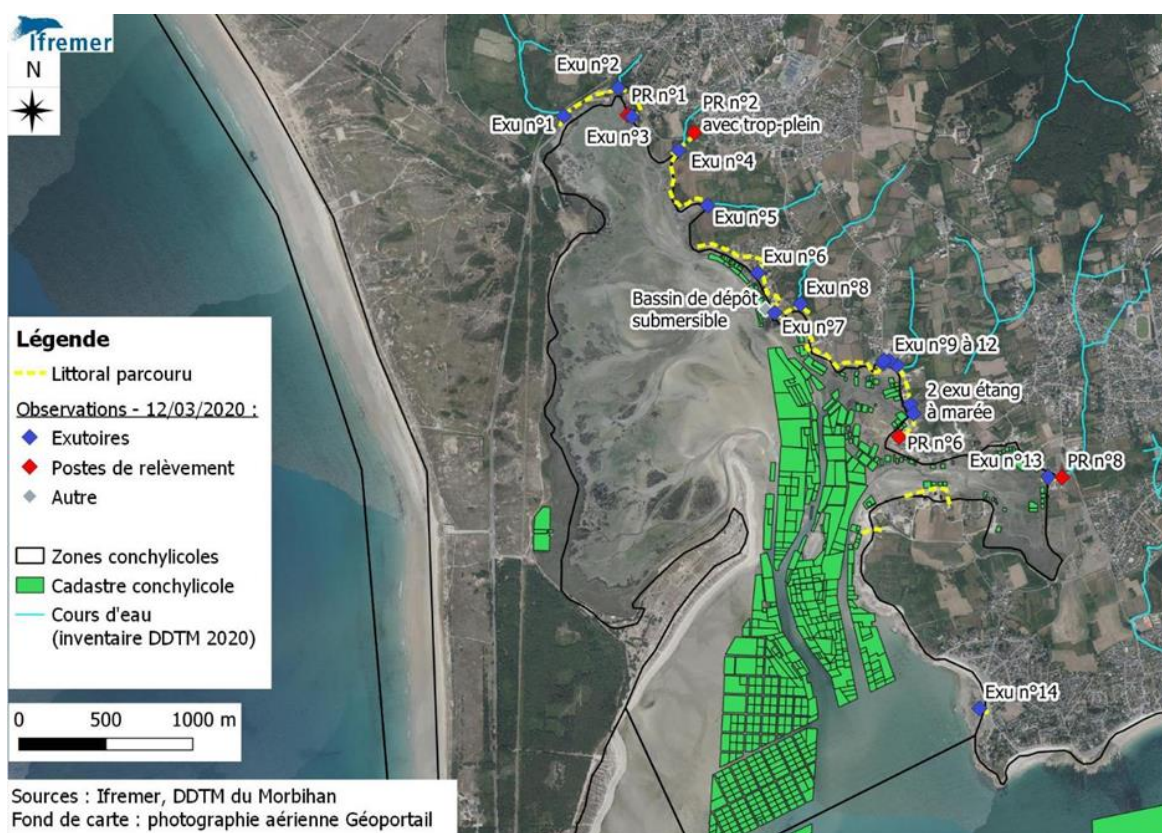 Ifremer
N
Exu n°2
PR n°1
PR n°2
avec trop-plein
Exu n°1
Exu n°3
Exu n°4
Exu n°5
Exu n°6
Exu n°8
Bassin de dépôt
submersible
Exu n°7
Exu n°9 à 12
2 exu étang
à marée
PR n°6
Exu n°13
PR n°8
Exu n°14
Légende
Littoral parcouru
Observations - 12/03/2020 :
Exutoires
Postes de relèvement
Autre
Zones conchylicoles
Cadastre conchylicole
Cours d'eau
(inventaire DDTM 2020)
0 500 1000 m
Sources : Ifremer, DDTM du Morbihan
Fond de carte : photographie aérienne Géoportail